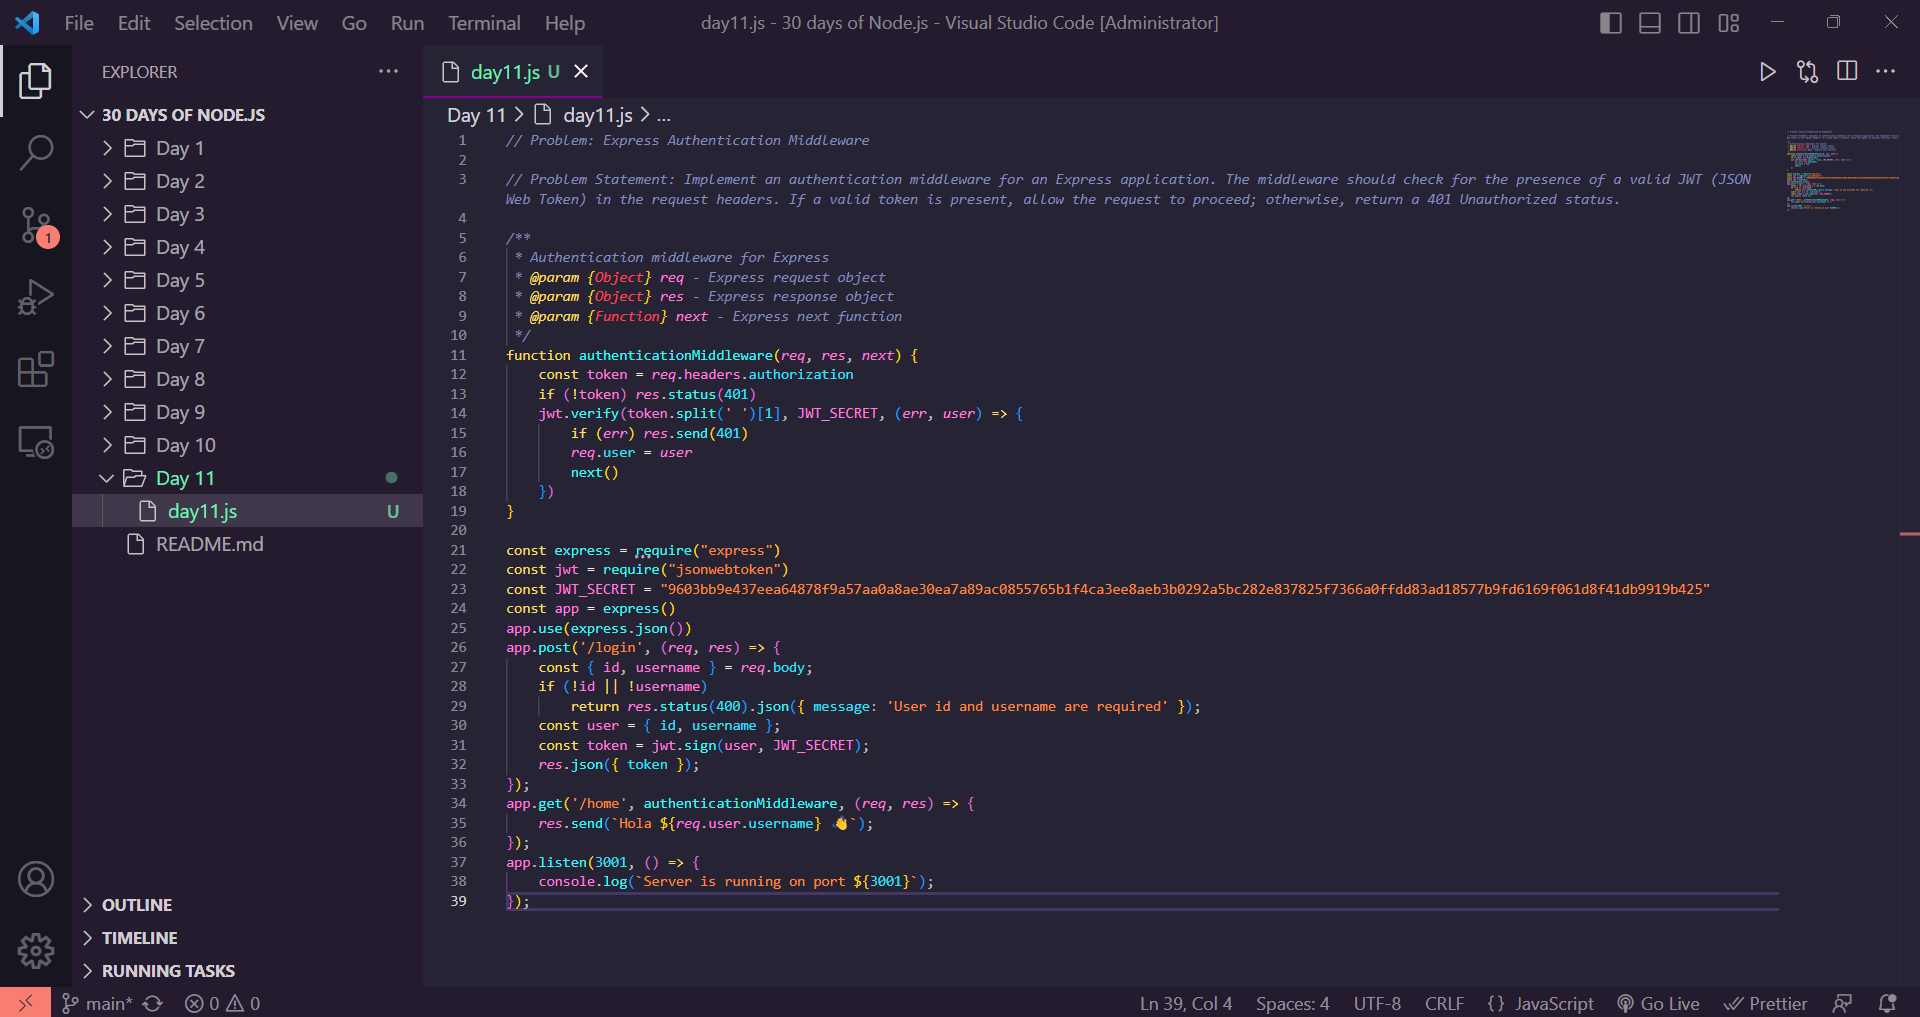 File Edit Selection View Go Run Terminal Help
day11.js - 30 days of Node.js - Visual Studio Code [Administrator]
EXPLORER
30 DAYS OF NODE.JS
Day 1
Day 2
Day 3
Day 4
Day 5
Day 6
Day 7
Day 8
Day 9
Day 10
Day 11
day11.js U
README.md
OUTLINE
TIMELINE
RUNNING TASKS
1
day11.js U
Day 11 > day11.js > ...
1 // Problem: Express Authentication Middleware
2
3 // Problem Statement: Implement an authentication middleware for an Express application. The middleware should check for the presence of a valid JWT (JSON
Web Token) in the request headers. If a valid token is present, allow the request to proceed; otherwise, return a 401 Unauthorized status.
4
5 /**
6 * Authentication middleware for Express
7 * @param {Object} req - Express request object
8 * @param {Object} res - Express response object
9 * @param {Function} next - Express next function
10 */
11 function authenticationMiddleware(req, res, next) {
12 const token = req.headers.authorization
13 if (!token) res.status(401)
14 jwt.verify(token.split(' ')[1], JWT_SECRET, (err, user) => {
15 if (err) res.send(401)
16 req.user = user
17 next()
18 })
19 }
20
21 const express = require("express")
22 const jwt = require("jsonwebtoken")
23 const JWT_SECRET = "9603bb9e437eea64878f9a57aa0a8ae30ea7a89ac0855765b1f4ca3ee8aeb3b0292a5bc282e837825f7366a0ffdd83ad18577b9fd6169f061d8f41db9919b425"
24 const app = express()
25 app.use(express.json())
26 app.post('/login', (req, res) => {
27 const { id, username } = req.body;
28 if (!id || !username)
29 return res.status(400).json({ message: 'User id and username are required' });
30 const user = { id, username };
31 const token = jwt.sign(user, JWT_SECRET);
32 res.json({ token });
33 });
34 app.get('/home', authenticationMiddleware, (req, res) => {
35 res.send(`Hola ${req.user.username} 👋`);
36 });
37 app.listen(3001, () => {
38 console.log(`Server is running on port ${3001}`);
39 });
main* 0 0
Ln 39, Col 4 Spaces: 4 UTF-8 CRLF {} JavaScript Go Live Prettier